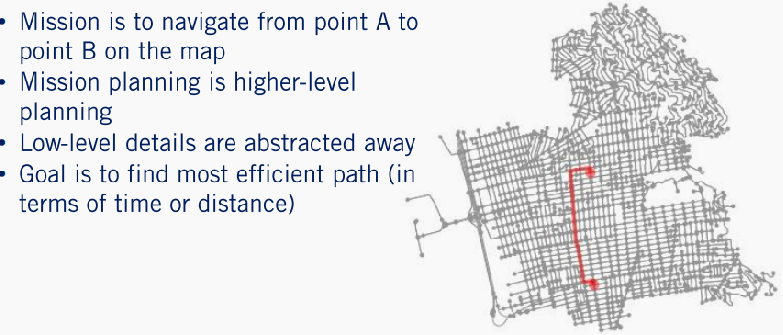 • Mission is to navigate from point A to
point B on the map
• Mission planning is higher-level
planning
• Low-level details are abstracted away
• Goal is to find most efficient path (in
terms of time or distance)